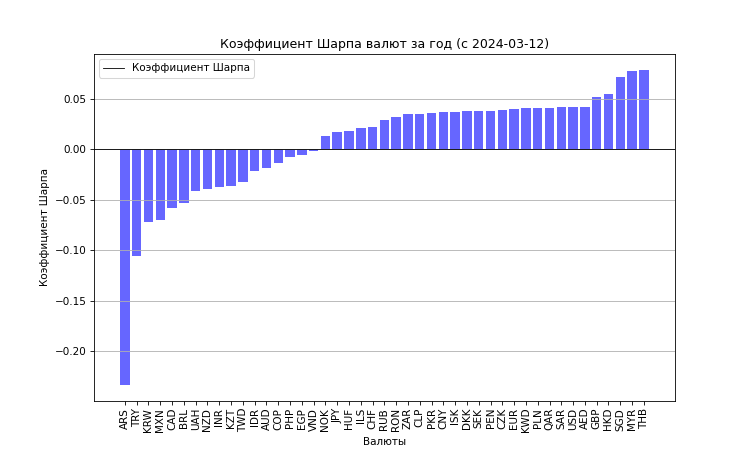 Коэффициент Шарпа валют за год (с 2024-03-12)
Коэффициент Шарпа
Коэффициент Шарпа
0.05
0.00
−0.05
−0.10
−0.15
−0.20
ARS
TRY
KRW
MXN
CAD
BRL
UAH
NZD
INR
KZT
TWD
IDR
AUD
COP
PHP
EGP
VND
NOK
JPY
HUF
ILS
CHF
RUB
RON
ZAR
CLP
PKR
CNY
ISK
DKK
SEK
PEN
CZK
EUR
KWD
PLN
QAR
SAR
USD
AED
GBP
HKD
SGD
MYR
THB
Валюты